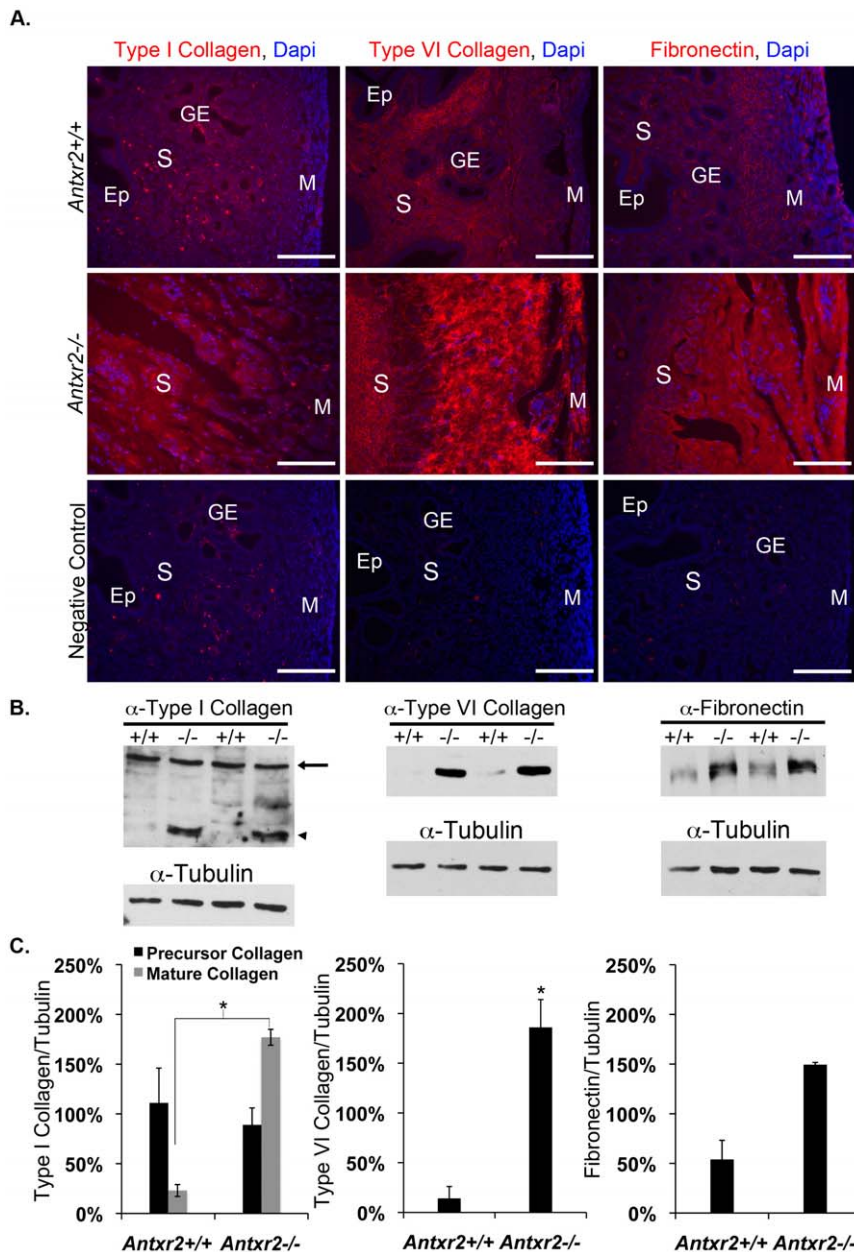 A.
Type I Collagen, Dapi
Type VI Collagen, Dapi
Fibronectin, Dapi
Antxr2+/+
GE
S
Ep
M
Ep
GE
S
M
S
GE
Ep
M
Antxr2-/-
S
M
S
M
S
M
Negative Control
GE
S
Ep
M
GE
Ep
S
M
Ep
GE
S
M
B.
α-Type I Collagen
+/+ -/- +/+ -/-
α-Tubulin
α-Type VI Collagen
+/+ -/- +/+ -/-
α-Tubulin
α-Fibronectin
+/+ -/- +/+ -/-
α-Tubulin
C.
Type I Collagen/Tubulin
Precursor Collagen
Mature Collagen
250%
200%
150%
100%
50%
0%
*
Antxr2+/+ Antxr2-/-
Type VI Collagen/Tubulin
250%
200%
150%
100%
50%
0%
*
Antxr2+/+ Antxr2-/-
Fibronectin/Tubulin
250%
200%
150%
100%
50%
0%
Antxr2+/+ Antxr2-/-